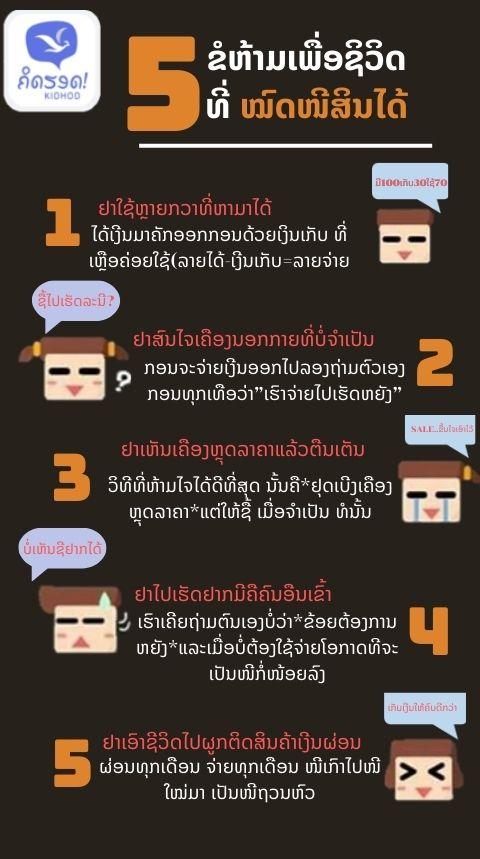 ຄິດຮອດ!
KIDHOD
5 ຂໍຫ້າມເພື່ອຊີວິດ
ທີ່ ໝົດໜີສິນໄດ້
ມີ100ເກັບ30ໃຊ້70
1 ຢາໃຊ້ຫຼາຍກວາທີ່ຫາມາໄດ້
ໄດ້ເງິນມາຄັກອອກກອນດ້ວຍເງິນເກັບ ທີ່
ເຫຼືອຄ່ອຍໃຊ້(ລາຍໄດ້-ເງິນເກັບ=ລາຍຈ່າຍ
ຊື້ໄປເຮັດລະນິ?
?
2 ຢາສົນໃຈເຄືອງນອກກາຍທີ່ບໍ່ຈຳເປັນ
ກອນຈະຈ່າຍເງິນອອກໄປລອງຖ່າມຕົວເອງ
ກອນທຸກເທືອວ່າ”ເຮົາຈ່າຍໄປເຮັດຫຍັງ”
3 ຢາເຫັນເຄືອງຫຼຸດລາຄາແລ້ວຕືນເຕັນ
ວິທີທີ່ຫ້າມໃຈໄດ້ດີທີ່ສຸດ ນັ້ນຄື*ຢຸດເບິ່ງເຄືອງ
ຫຼຸດລາຄາ*ແຕ່ໃຫ້ຊື້ ເມື່ອຈຳເປັນ ທໍນັ້ນ
ບໍ່ເຫັນຊິຢາກໄດ້
4 ຢາໄປເຮັດຢາກມີຄືຄົນອືນເຂົ້າ
ເຮົາເຄີຍຖ່າມຕົນເອງບໍ່ວ່າ*ຂ້ອຍຕ້ອງການ
ຫຍັງ*ແລະເມື່ອບໍ່ຕ້ອງໃຊ້ຈ່າຍໂອກາດທີຈະ
ເປັນໜີກໍ່ໜ້ອຍລົງ
ເກັບເງິນໃຫ້ຄົບດີກວ່າ
5 ຢາເອົາຊີວິດໄປຜູກຕິດສິນຄ້າເງິນຜ່ອນ
ຜ່ອນທຸກເດືອນ ຈ່າຍທຸກເດືອນ ໜີເກົາໄປໜີ
ໃໝ່ມາ ເປັນໜີຖວມຫົວ